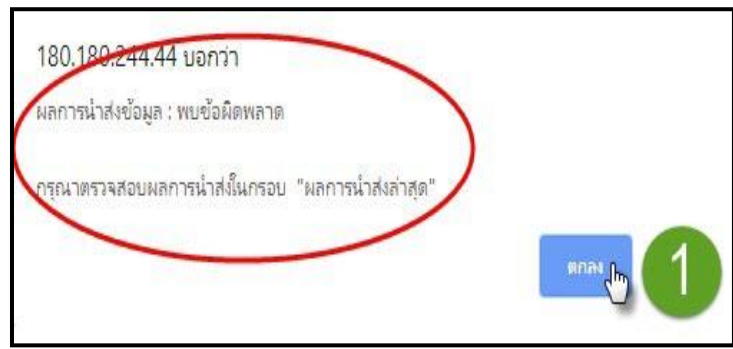 180.180.244.44 บอกว่า
ผลการนำส่งข้อมูล : พบข้อผิดพลาด
กรุณาตรวจสอบผลการนำส่งในกรอบ "ผลการนำส่งล่าสุด"
ตกลง
1